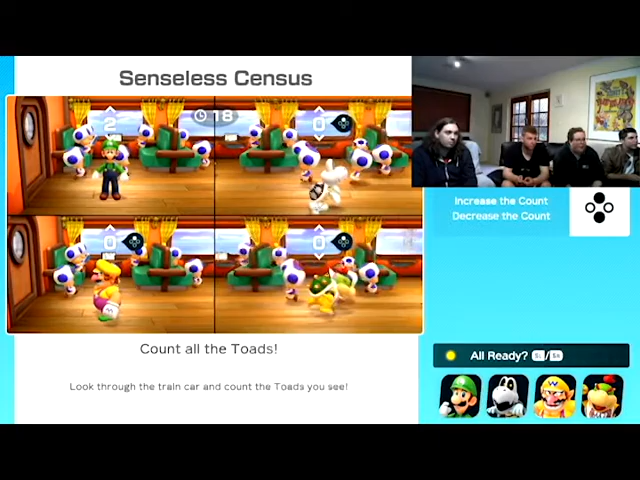 Senseless Census
2
18
0
0
0
Increase the Count
Decrease the Count
Count all the Toads!
Look through the train car and count the Toads you see!
All Ready?